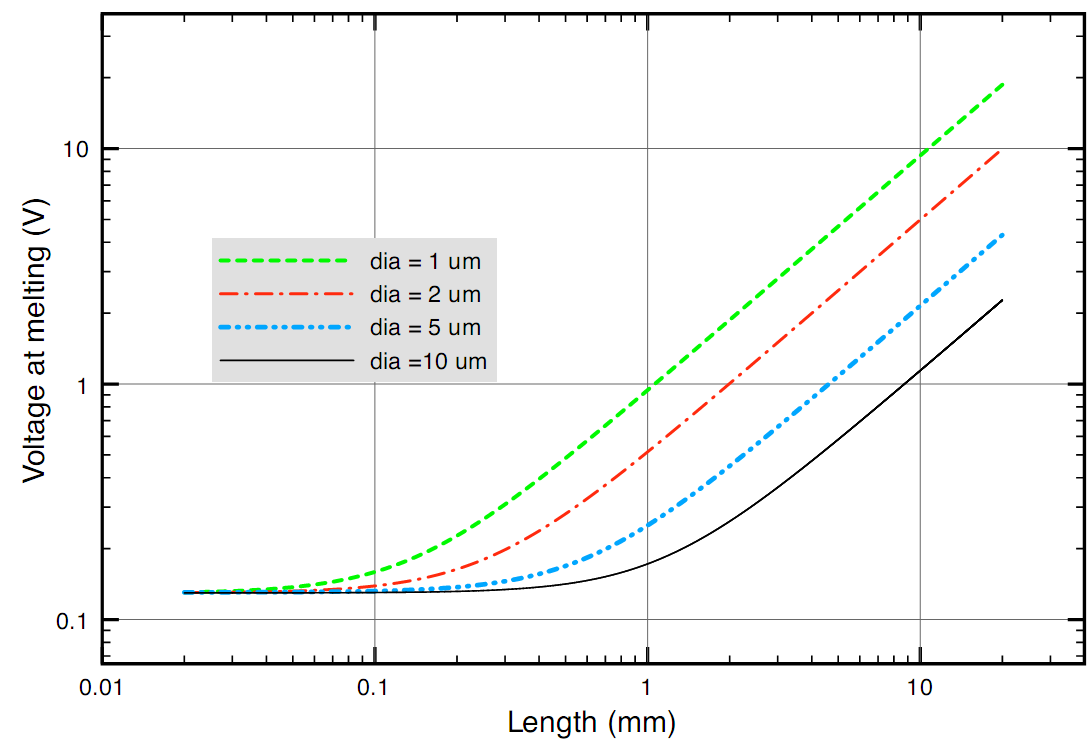 Voltage at melting (V)
10
1
0.1
dia = 1 um
dia = 2 um
dia = 5 um
dia =10 um
0.01 0.1 1 10
Length (mm)